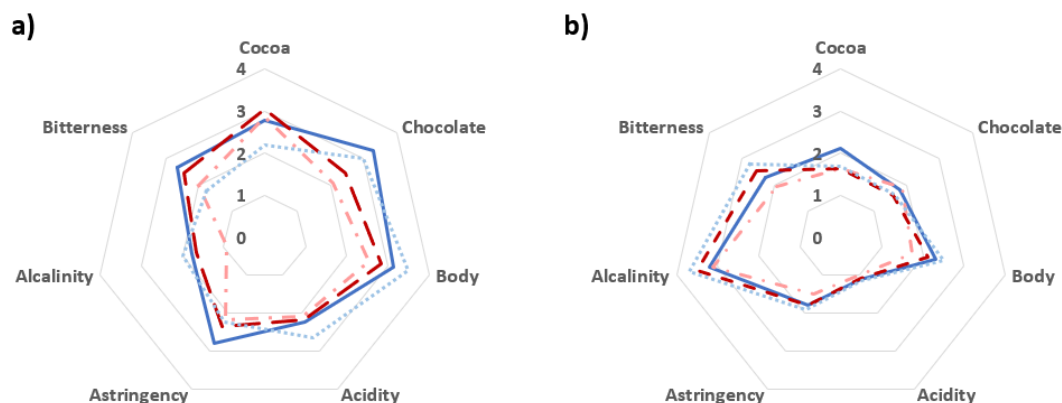 a)
Cocoa
4
3
2
1
0
Chocolate
Body
Acidity
Astringency
Alcalinity
Bitterness
b)
Cocoa
4
3
2
1
0
Chocolate
Body
Acidity
Astringency
Alcalinity
Bitterness